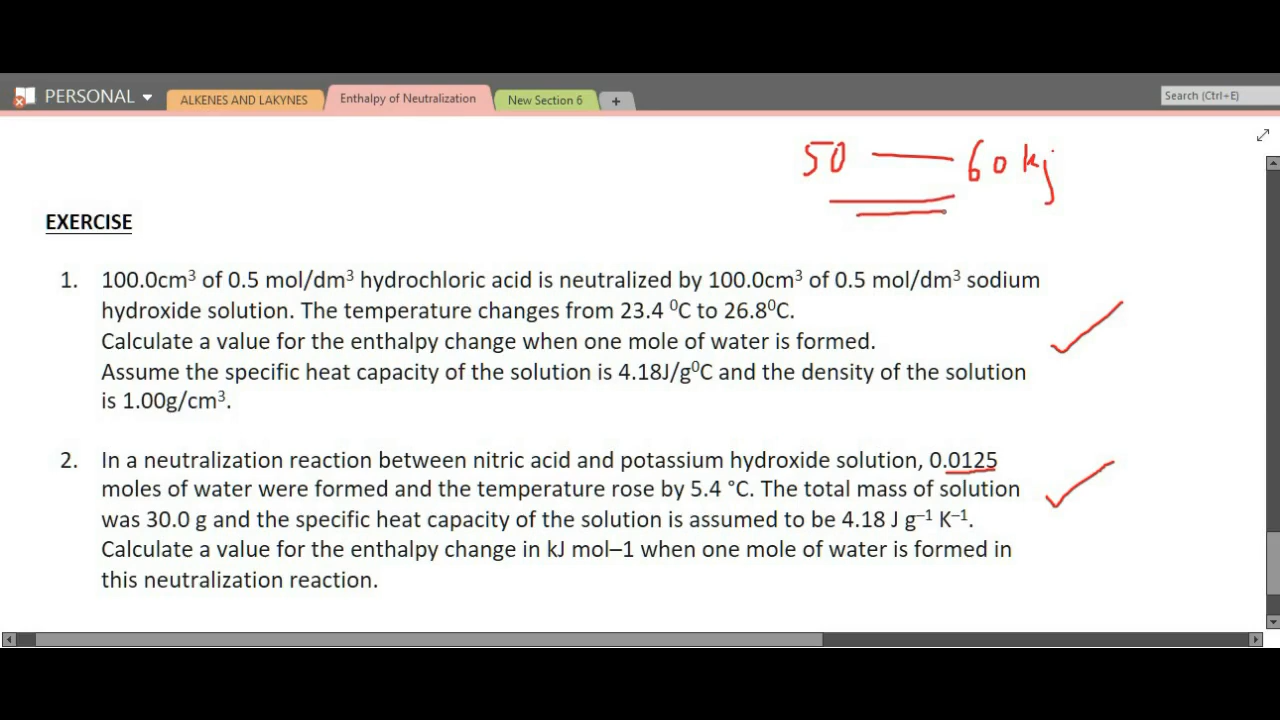 PERSONAL
ALKENES AND LAKYNES
Enthalpy of Neutralization
New Section 6
+
Search (Ctrl+E)
50 — 60 kj
EXERCISE
1. 100.0cm³ of 0.5 mol/dm³ hydrochloric acid is neutralized by 100.0cm³ of 0.5 mol/dm³ sodium
hydroxide solution. The temperature changes from 23.4 ⁰C to 26.8⁰C.
Calculate a value for the enthalpy change when one mole of water is formed.
Assume the specific heat capacity of the solution is 4.18J/g⁰C and the density of the solution
is 1.00g/cm³.
2. In a neutralization reaction between nitric acid and potassium hydroxide solution, 0.0125
moles of water were formed and the temperature rose by 5.4 °C. The total mass of solution
was 30.0 g and the specific heat capacity of the solution is assumed to be 4.18 J g⁻¹ K⁻¹.
Calculate a value for the enthalpy change in kJ mol–1 when one mole of water is formed in
this neutralization reaction.